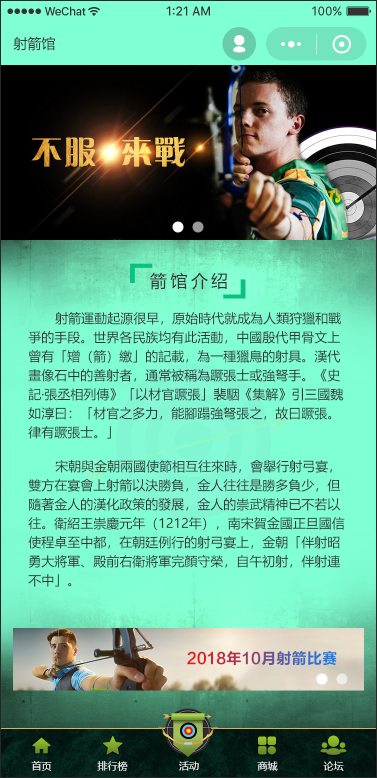 WeChat
1:21 AM
100%
射箭馆
不服來戰
箭馆介绍
射箭運動起源很早，原始時代就成為人類狩獵和戰
爭的手段。世界各民族均有此活動，中國殷代甲骨文上
曾有「增（箭）繳」的記載，為一種獵鳥的射具。漢代
畫像石中的善射者，通常被稱為蹶張士或強弩手。《史
記·張丞相列傳》「以材官蹶張」裴駰《集解》引三國魏
如淳曰：「材官之多力，能腳蹋強弩張之，故曰蹶張。
律有蹶張士。」
宋朝與金朝兩國使節相互往來時，會舉行射弓宴，
雙方在宴會上射箭以決勝負，金人往往是勝多負少，但
隨著金人的漢化政策的發展，金人的崇武精神已不若以
往。衛紹王崇慶元年（1212年），南宋賀金國正旦國信
使程卓至中都，在朝廷例行的射弓宴上，金朝「伴射昭
勇大將軍、殿前右衛將軍完顏守榮，自午初射，伴射連
不中」。
2018年10月射箭比赛
首页
排行榜
活动
商城
论坛